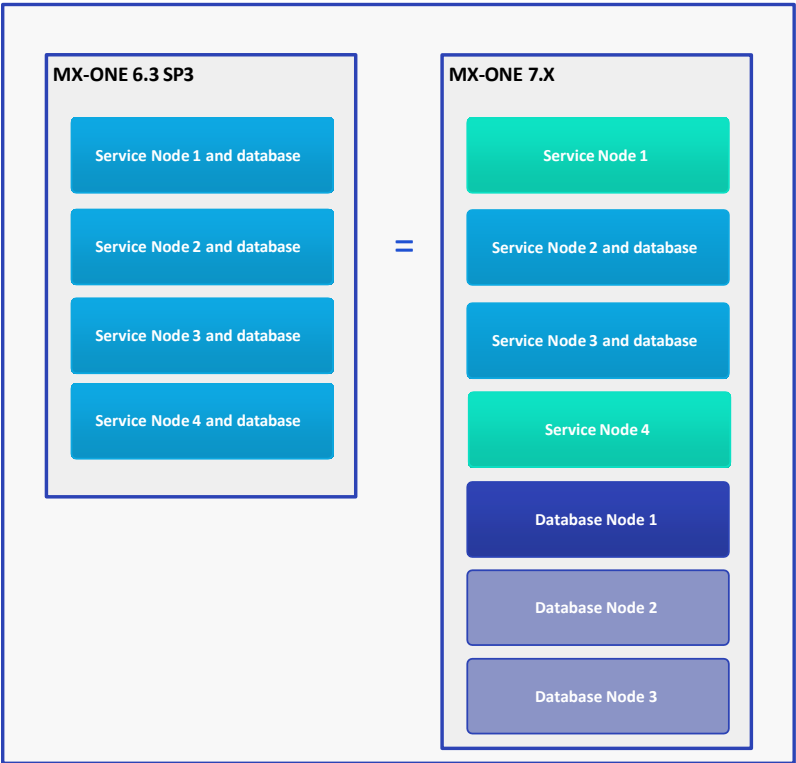 MX-ONE 6.3 SP3
Service Node 1 and database
Service Node 2 and database
Service Node 3 and database
Service Node 4 and database
=
MX-ONE 7.X
Service Node 1
Service Node 2 and database
Service Node 3 and database
Service Node 4
Database Node 1
Database Node 2
Database Node 3